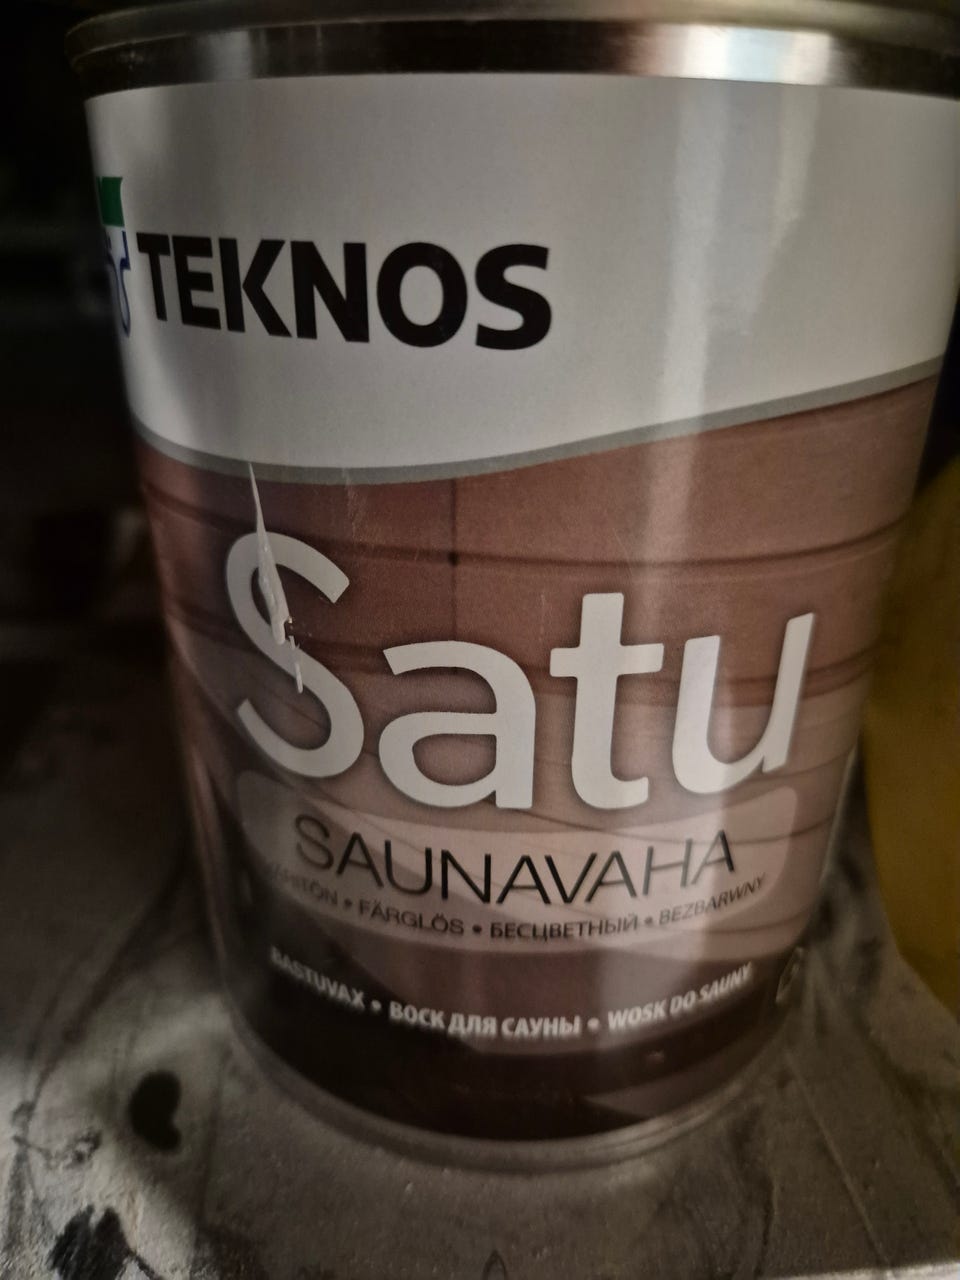 TEKNOS
Satu
SAUNAVAHA
FÄRGLÖS • БЕСЦВЕТНЫЙ • BEZBARWNY
BASTUVAX • ВОСК ДЛЯ САУНЫ • WOSK DO SAUNY